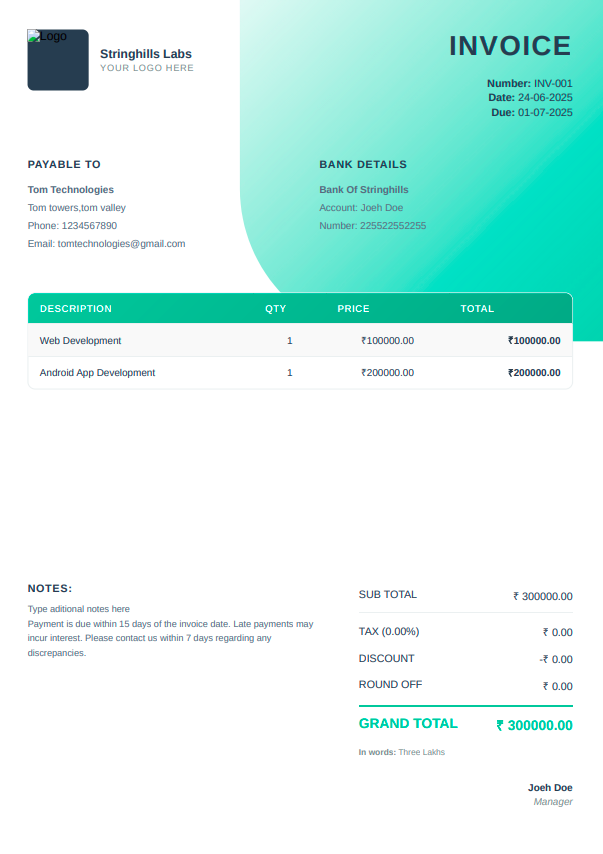 Logo
Stringhills Labs
YOUR LOGO HERE
INVOICE
Number: INV-001
Date: 24-06-2025
Due: 01-07-2025
PAYABLE TO
Tom Technologies
Tom towers,tom valley
Phone: 1234567890
Email: tomtechnologies@gmail.com
BANK DETAILS
Bank Of Stringhills
Account: Joeh Doe
Number: 225522552255
DESCRIPTION QTY PRICE TOTAL
Web Development 1 ₹100000.00 ₹100000.00
Android App Development 1 ₹200000.00 ₹200000.00
NOTES:
Type aditional notes here
Payment is due within 15 days of the invoice date. Late payments may
incur interest. Please contact us within 7 days regarding any
discrepancies.
SUB TOTAL ₹ 300000.00
TAX (0.00%) ₹ 0.00
DISCOUNT -₹ 0.00
ROUND OFF ₹ 0.00
GRAND TOTAL ₹ 300000.00
In words: Three Lakhs
Joeh Doe
Manager